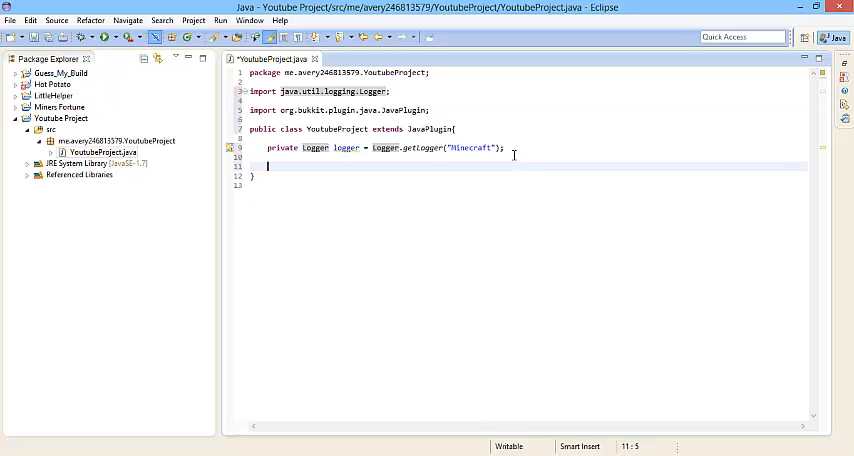 Java - Youtube Project/src/me/avery246813579/YoutubeProject/YoutubeProject.java - Eclipse
File Edit Source Refactor Navigate Search Project Run Window Help
Quick Access
Java
Package Explorer
Guess_My_Build
Hot Potato
LittleHelper
Miners Fortune
Youtube Project
src
me.avery246813579.YoutubeProject
YoutubeProject.java
JRE System Library [JavaSE-1.7]
Referenced Libraries
*YoutubeProject.java
1 package me.avery246813579.YoutubeProject;
2
3 import java.util.logging.Logger;
4
5 import org.bukkit.plugin.java.JavaPlugin;
6
7 public class YoutubeProject extends JavaPlugin{
8
9 private Logger logger = Logger.getLogger("Minecraft");
10
11
12 }
13
Writable Smart Insert 11 : 5